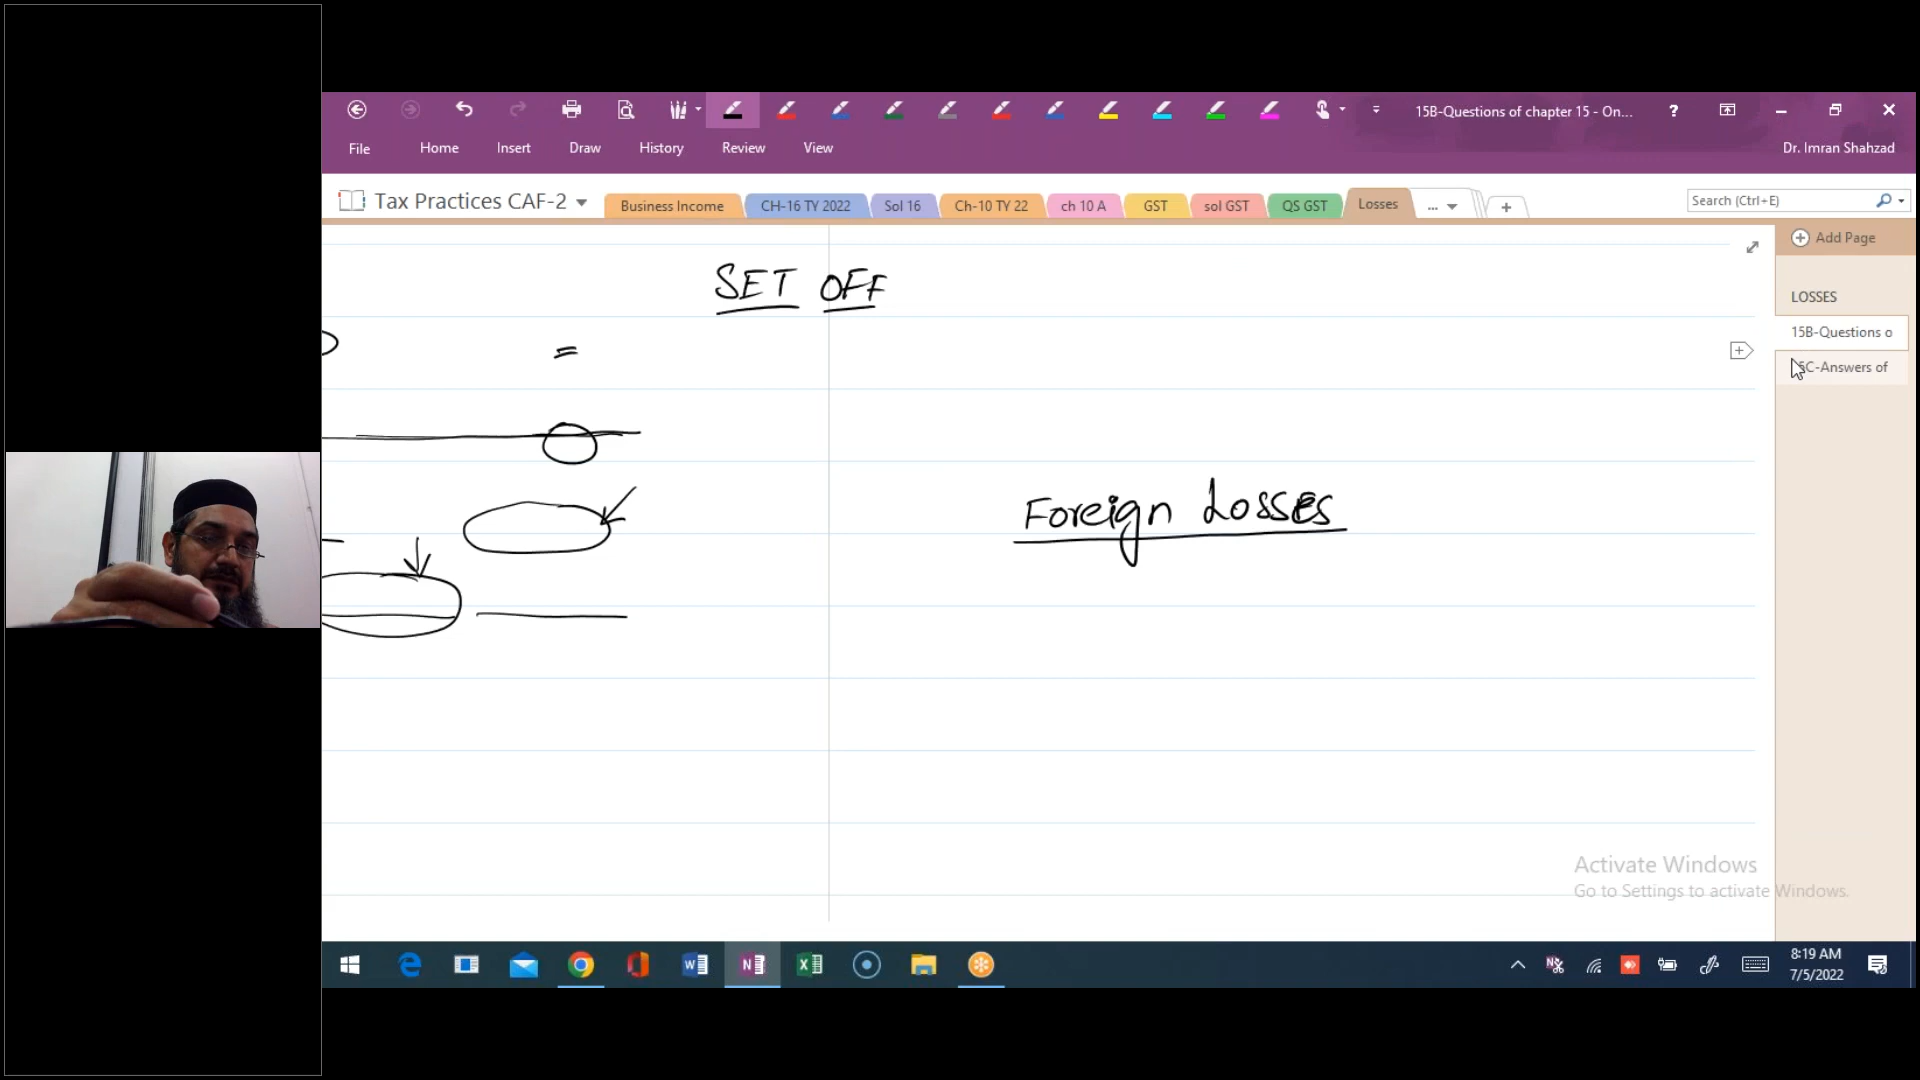 15B-Questions of chapter 15 - On...
?
File Home Insert Draw History Review View
Dr. Imran Shahzad
Tax Practices CAF-2
Business Income CH-16 TY 2022 Sol 16 Ch-10 TY 22 ch 10 A GST sol GST QS GST Losses ...
Search (Ctrl+E)
Add Page
SET OFF
=
LOSSES
15B-Questions o
5C-Answers of
Foreign Losses
Activate Windows
Go to Settings to activate Windows.
8:19 AM
7/5/2022